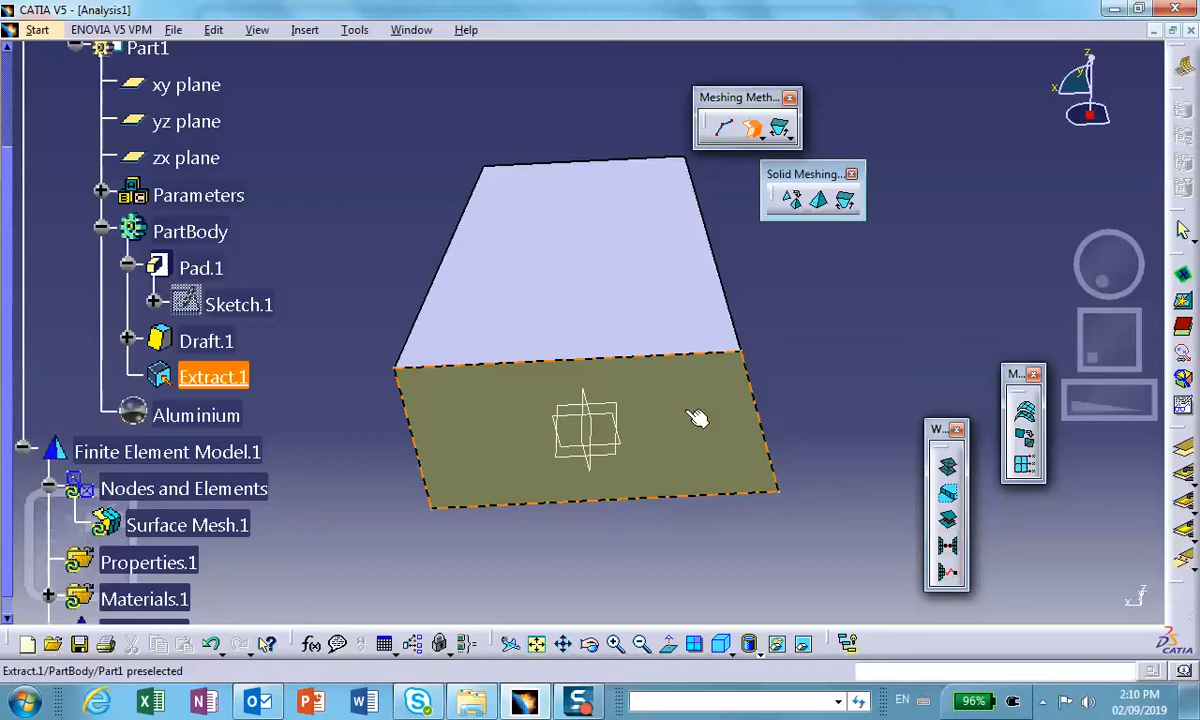 CATIA V5 - [Analysis1]
Start ENOVIA V5 VPM File Edit View Insert Tools Window Help
Part1
xy plane
yz plane
zx plane
Parameters
PartBody
Pad.1
Sketch.1
Draft.1
Extract.1
Aluminium
Finite Element Model.1
Nodes and Elements
Surface Mesh.1
Properties.1
Materials.1
Meshing Meth...
Solid Meshing...
M...
W...
z
y
x
z
x
f(x)
CATIA
Extract.1/PartBody/Part1 preselected
EN
96%
2:10 PM
02/09/2019